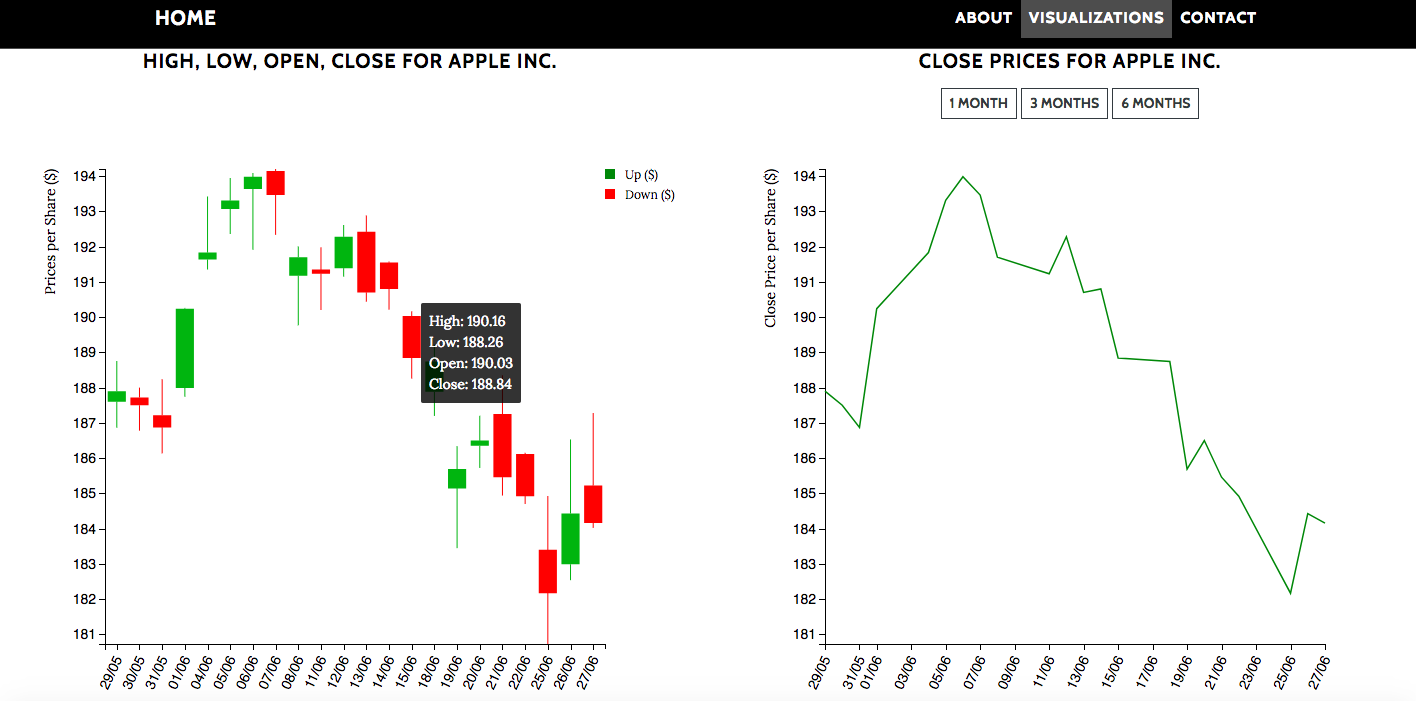 HOME
ABOUT VISUALIZATIONS CONTACT
HIGH, LOW, OPEN, CLOSE FOR APPLE INC.
Prices per Share ($)
194
193
192
191
190
189
188
187
186
185
184
183
182
181
Up ($)
Down ($)
High: 190.16
Low: 188.26
Open: 190.03
Close: 188.84
29/05 30/05 31/05 01/06 04/06 05/06 06/06 07/06 08/06 11/06 12/06 13/06 14/06 15/06 18/06 19/06 20/06 21/06 22/06 25/06 26/06 27/06
CLOSE PRICES FOR APPLE INC.
1 MONTH 3 MONTHS 6 MONTHS
Close Price per Share ($)
194
193
192
191
190
189
188
187
186
185
184
183
182
181
29/05 31/05 01/06 03/06 05/06 07/06 09/06 11/06 13/06 15/06 17/06 19/06 21/06 23/06 25/06 27/06